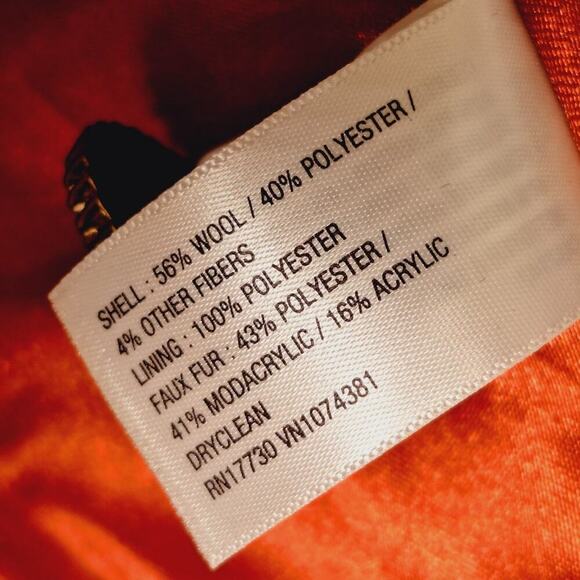 SHELL : 56% WOOL / 40% POLYESTER /
4% OTHER FIBERS
LINING : 100% POLYESTER
FAUX FUR : 43% POLYESTER /
41% MODACRYLIC / 16% ACRYLIC
DRYCLEAN
RN17730 VN1074381